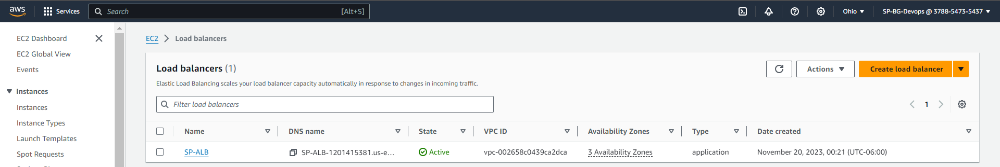 aws
Services
Search
[Alt+S]
Ohio
SP-BG-Devops @ 3788-5473-5437
EC2 Dashboard
EC2 Global View
Events
Instances
Instances
Instance Types
Launch Templates
Spot Requests
EC2
Load balancers
Load balancers (1)
Actions
Create load balancer
Elastic Load Balancing scales your load balancer capacity automatically in response to changes in incoming traffic.
Filter load balancers
1
Name DNS name State VPC ID Availability Zones Type Date created
SP-ALB SP-ALB-1201415381.us-e... Active vpc-002658c0439ca2dca 3 Availability Zones application November 20, 2023, 00:21 (UTC-06:00)